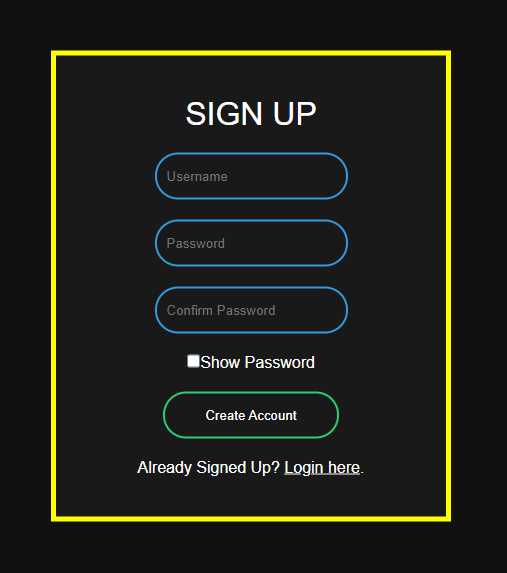 SIGN UP
Username
Password
Confirm Password
Show Password
Create Account
Already Signed Up? Login here.